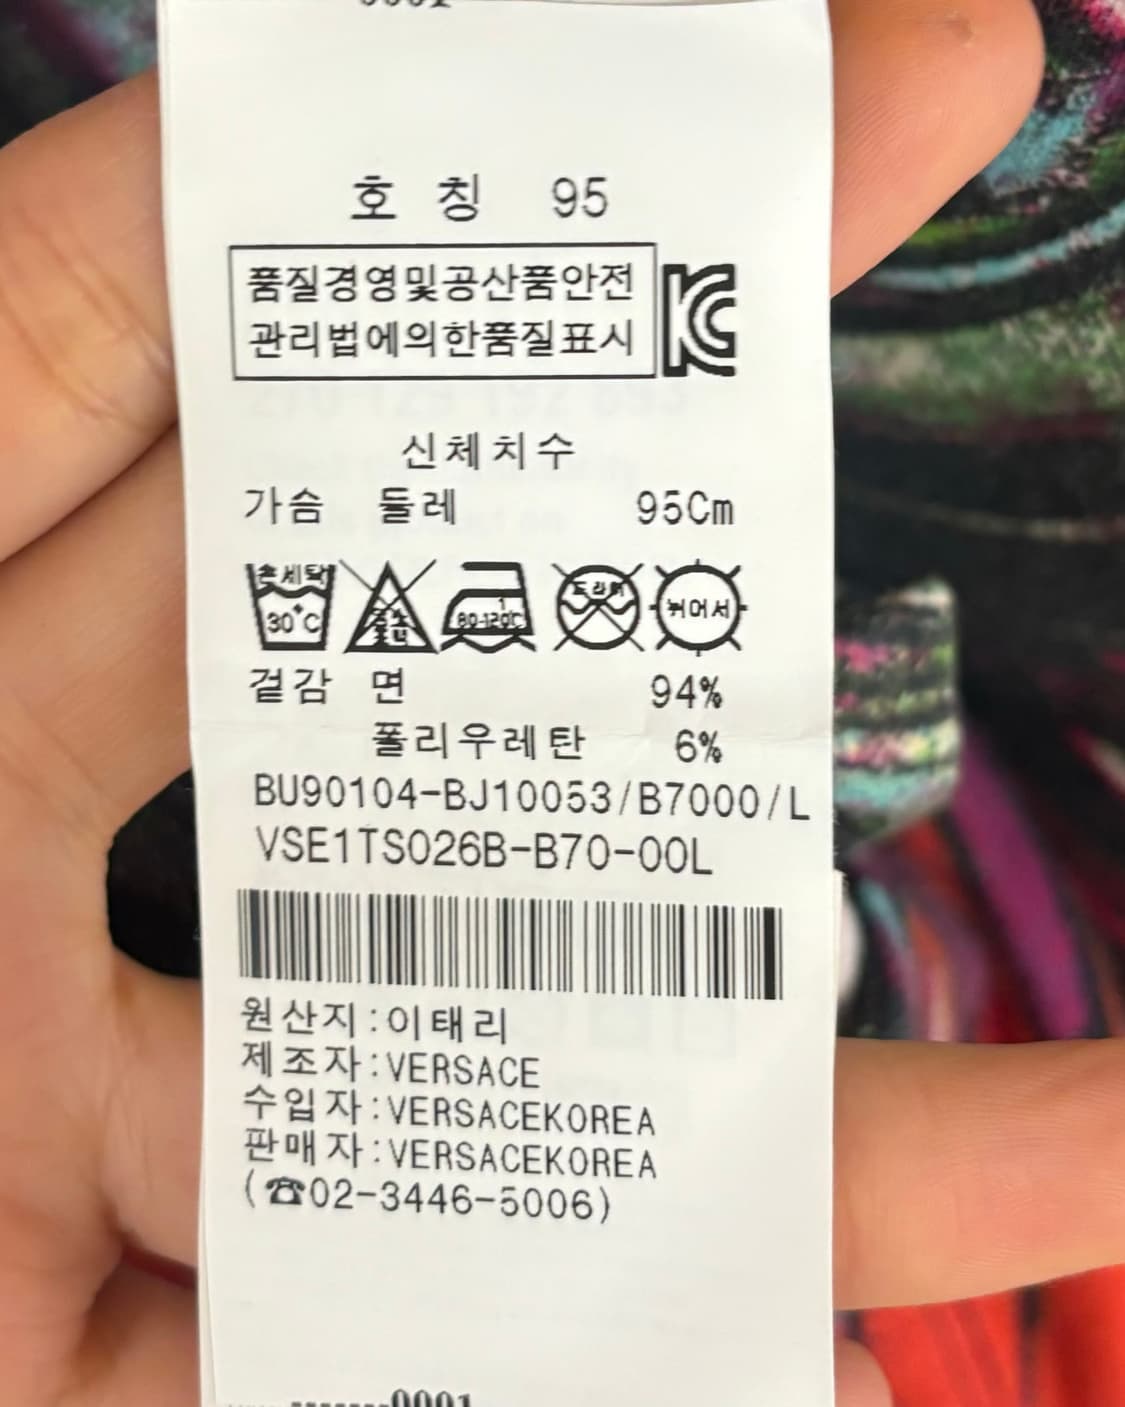 호 칭 95
품질경영및공산품안전
관리법에의한품질표시
KC
신체치수
가슴 둘레 95Cm
손세탁
30°C
80-120℃
드라이
뉘어서
겉감 면 94%
폴리우레탄 6%
BU90104-BJ10053/B7000/L
VSE1TS026B-B70-00L
원산지:이태리
제조자:VERSACE
수입자:VERSACEKOREA
판매자:VERSACEKOREA
(☎02-3446-5006)
0001